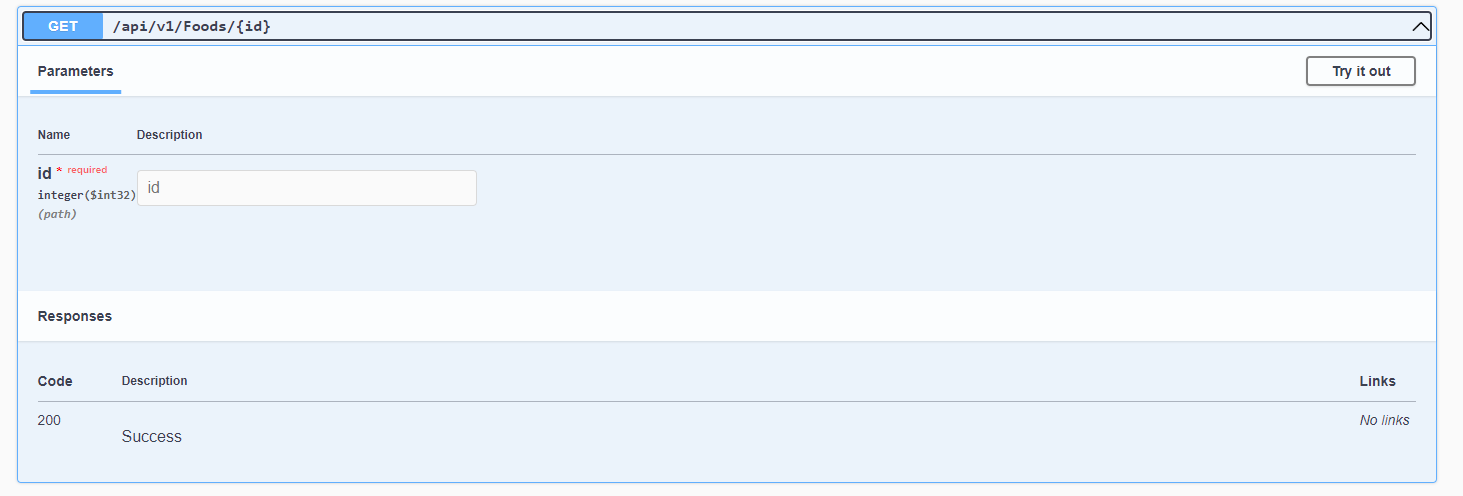 GET /api/v1/Foods/{id}
Parameters Try it out
Name Description
id * required
integer($int32) id
(path)
Responses
Code Description Links
200 No links
Success